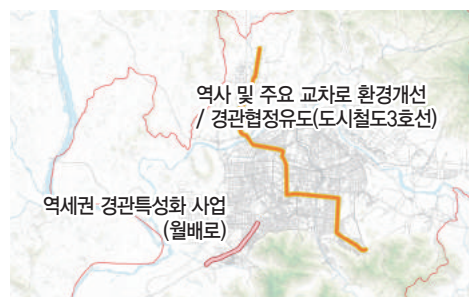 역사 및 주요 교차로 환경개선
/ 경관협정유도(도시철도3호선)
역세권 경관특성화 사업
(월배로)